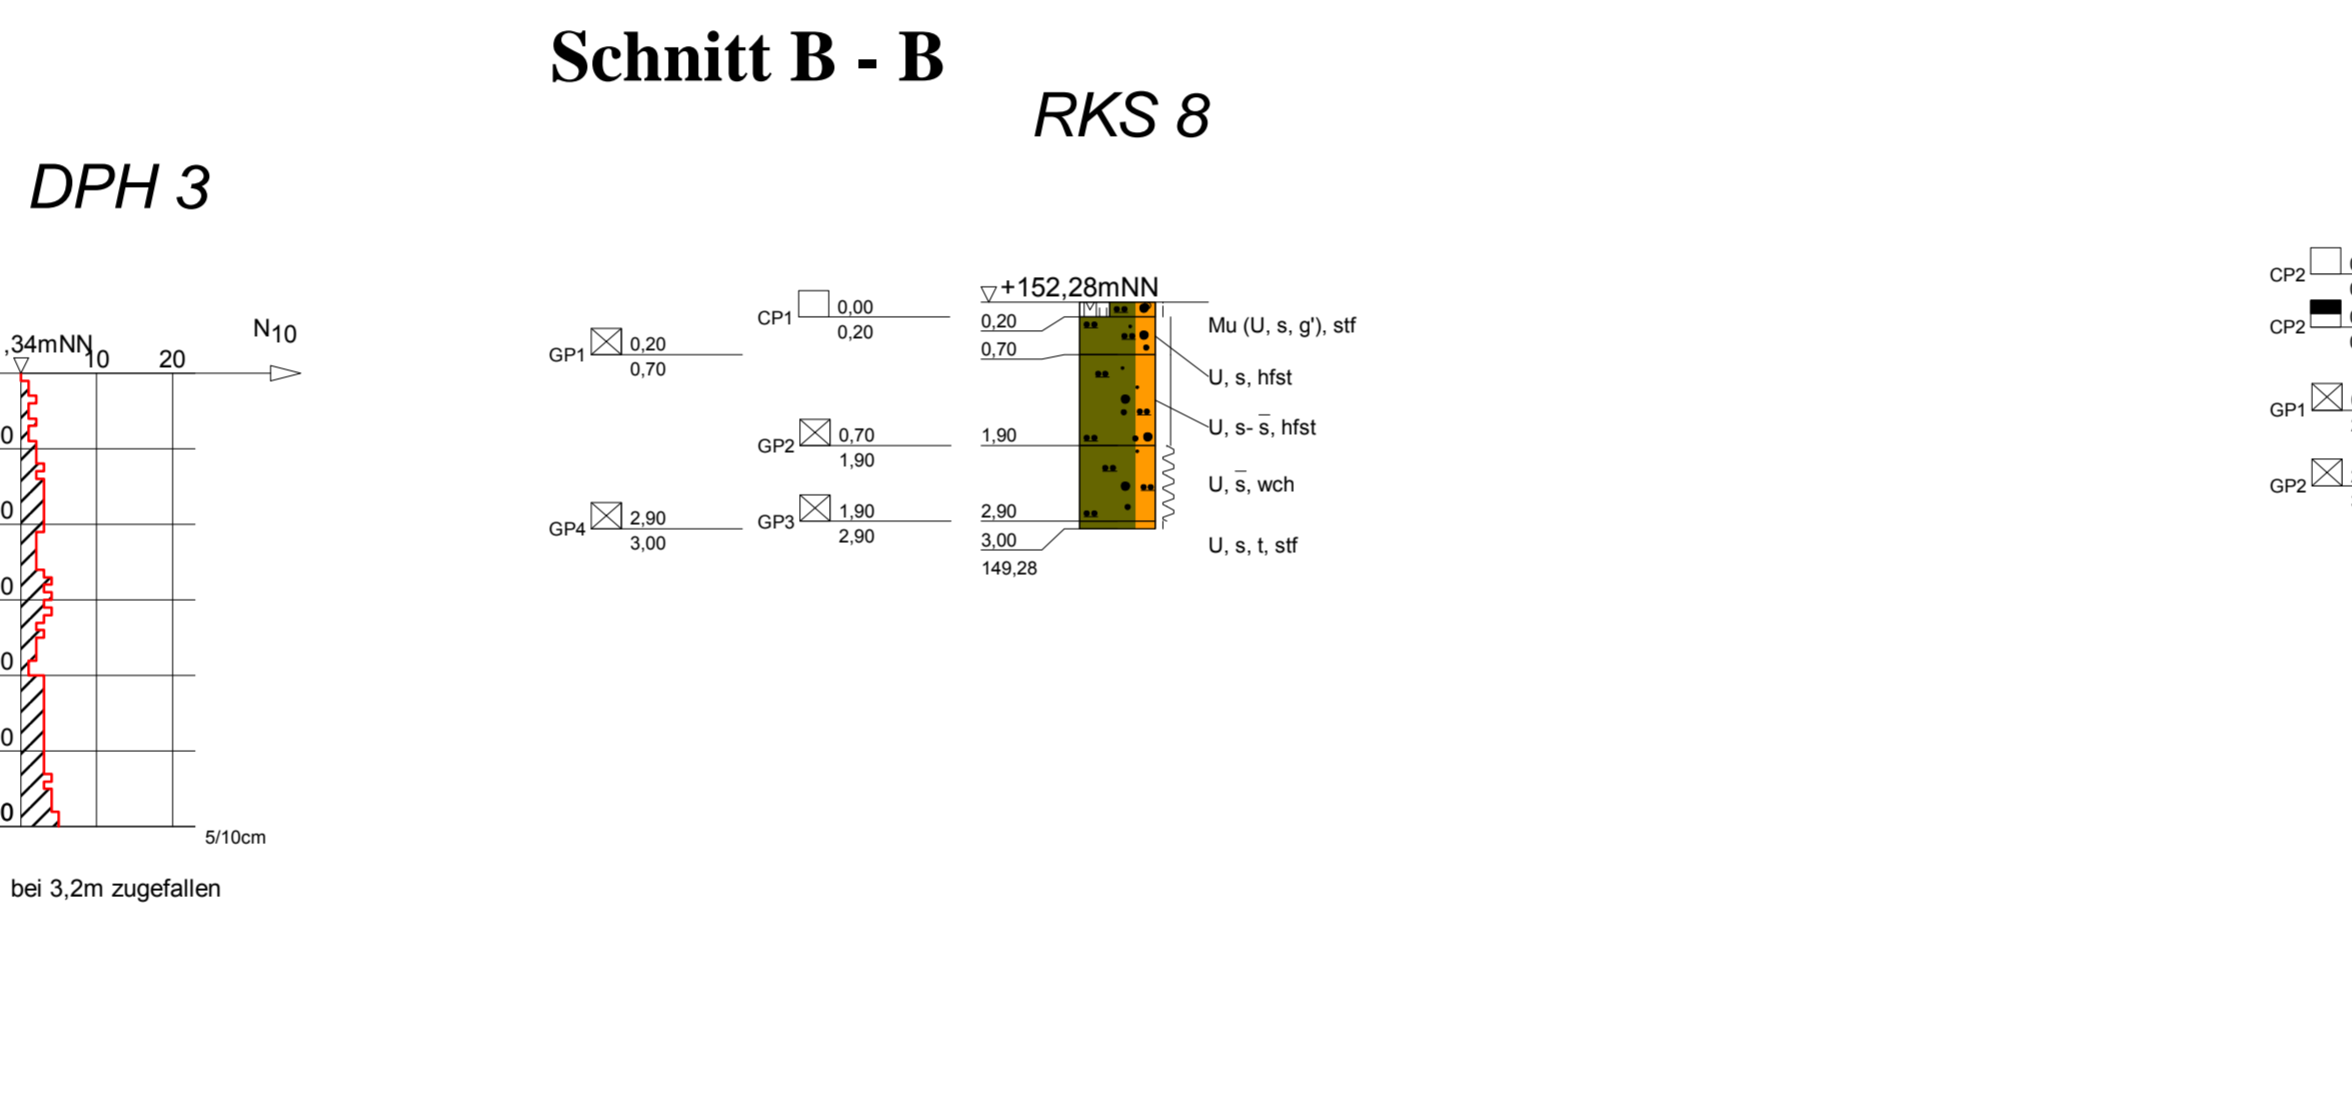 Schnitt B - B
RKS 8
DPH 3
,34mNN
10
20
N10
0
0
0
0
0
0
5/10cm
bei 3,2m zugefallen
GP1
0,20
0,70
GP4
2,90
3,00
CP1
0,00
0,20
GP2
0,70
1,90
GP3
1,90
2,90
+152,28mNN
0,20
0,70
1,90
2,90
3,00
149,28
Mu (U, s, g'), stf
U, s, hfst
U, s- s̅, hfst
U, s̅, wch
U, s, t, stf
CP2
CP2
GP1
GP2